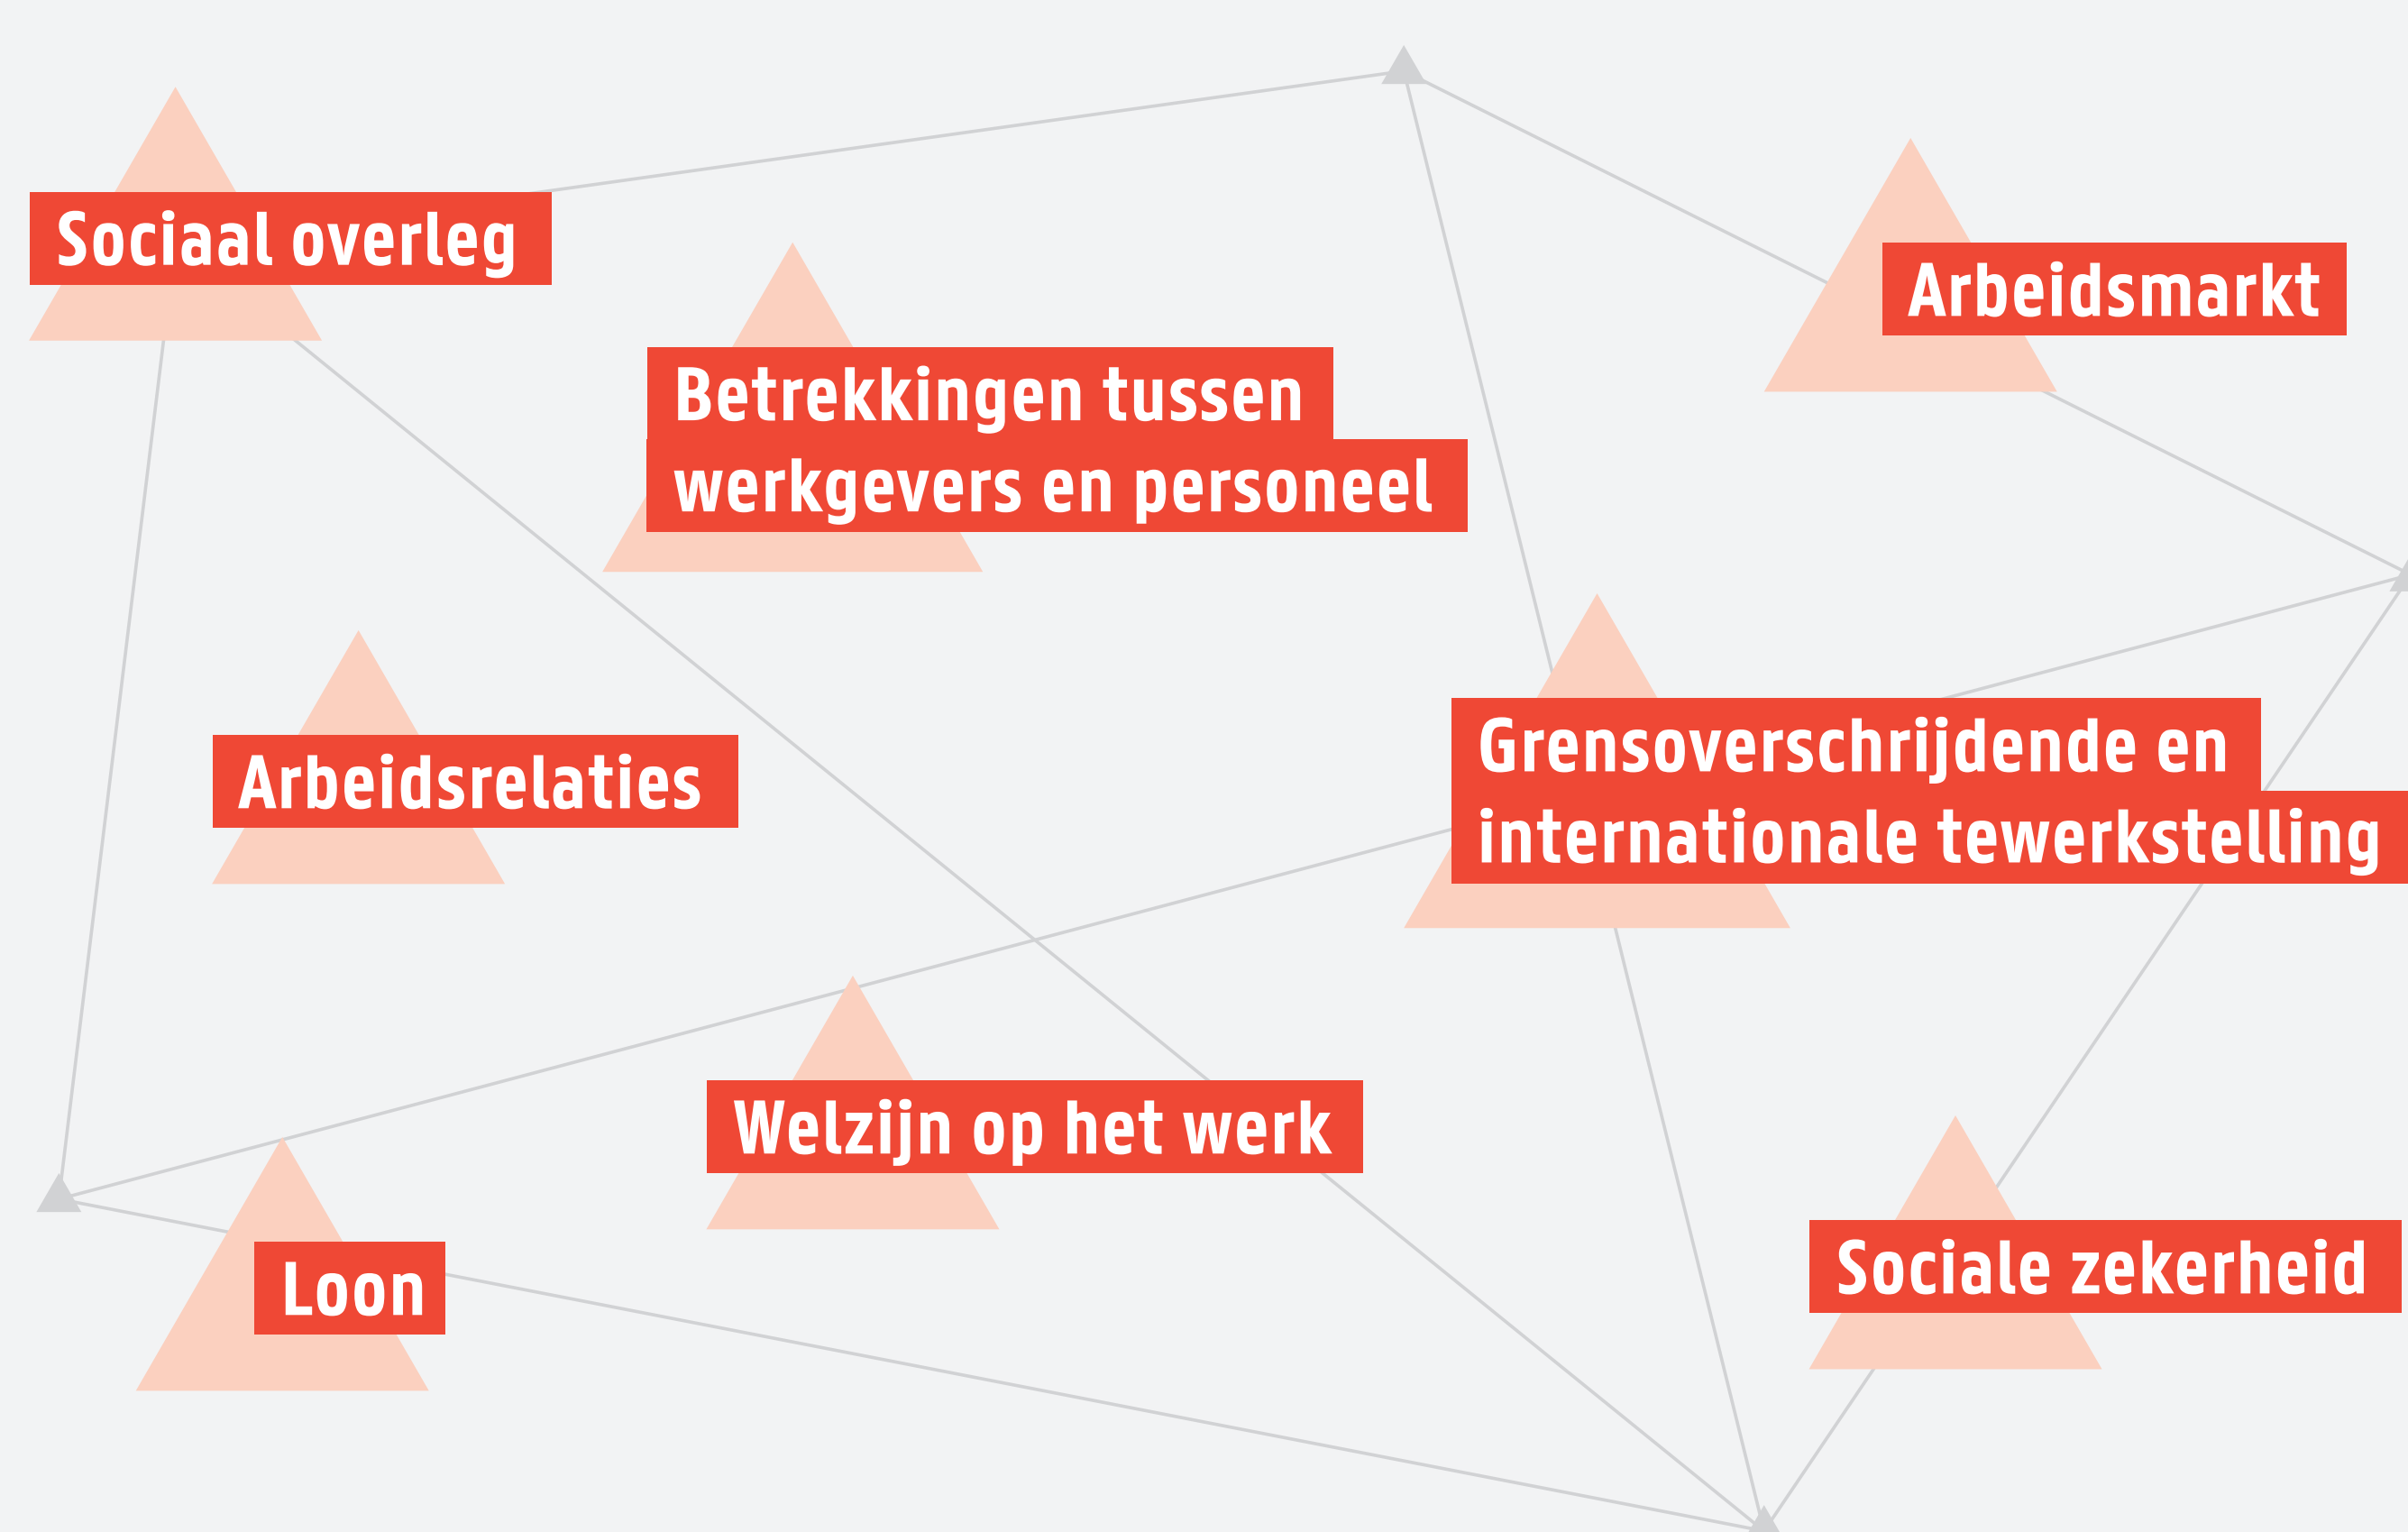 Sociaal overleg
Arbeidsmarkt
Betrekkingen tussen
werkgevers en personeel
Arbeidsrelaties
Grensoverschrijdende en
internationale tewerkstelling
Welzijn op het werk
Loon
Sociale zekerheid